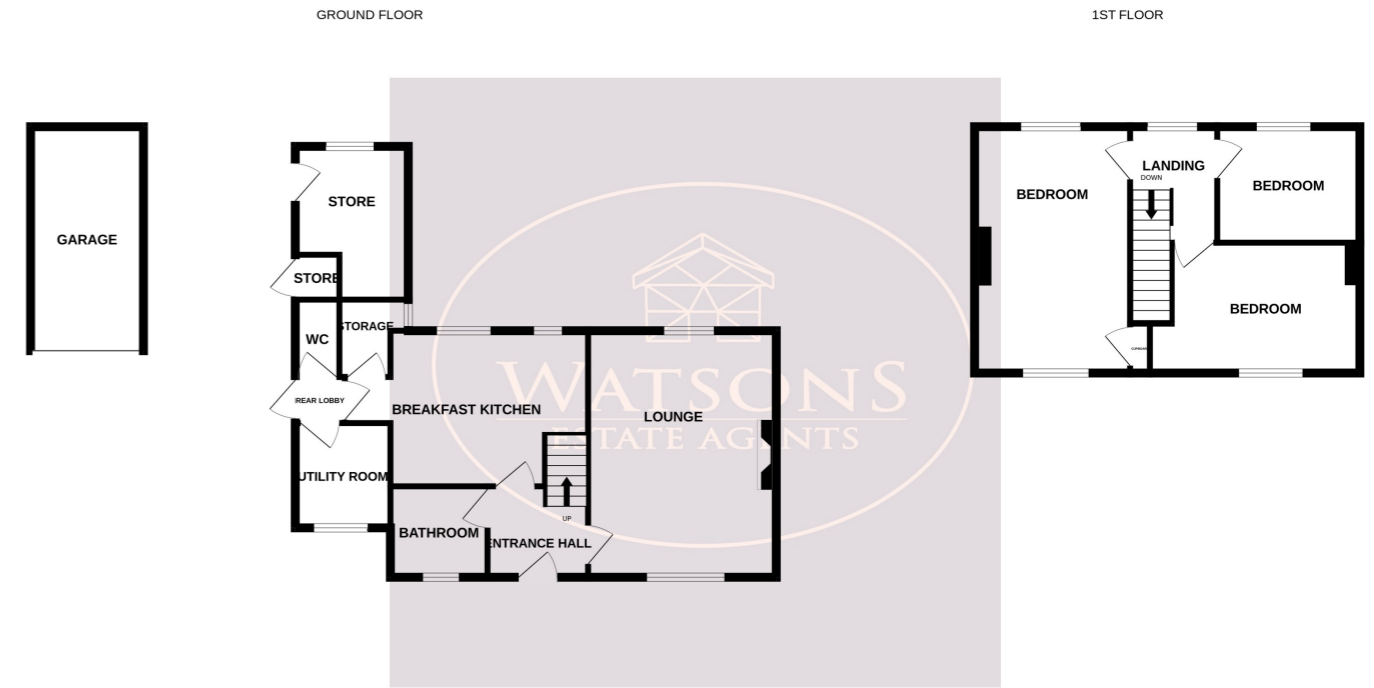 GROUND FLOOR
1ST FLOOR
GARAGE
STORE
STORE
STORAGE
WC
REAR LOBBY
BREAKFAST KITCHEN
LOUNGE
UTILITY ROOM
BATHROOM
ENTRANCE HALL
UP
WATSONS
ESTATE AGENTS
BEDROOM
LANDING
DOWN
BEDROOM
BEDROOM
CUPBOARD